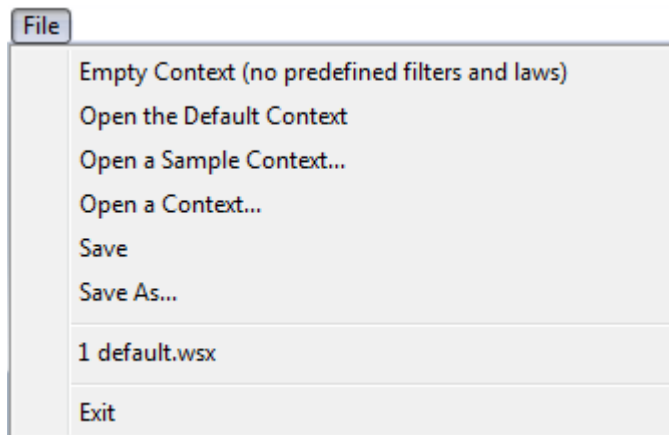 File
Empty Context (no predefined filters and laws)
Open the Default Context
Open a Sample Context...
Open a Context...
Save
Save As...
1 default.wsx
Exit